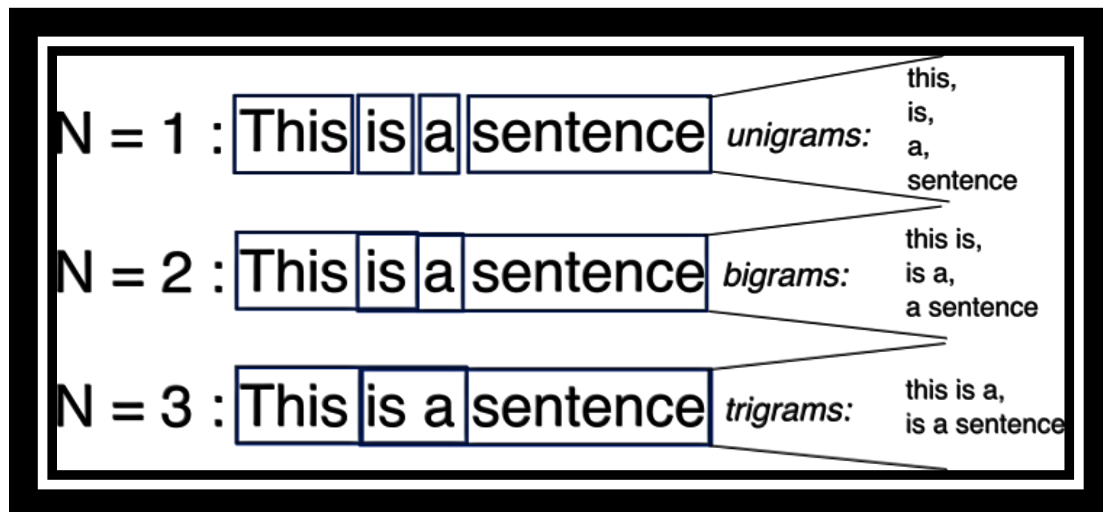 N = 1 : This is a sentence unigrams:
this,
is,
a,
sentence
N = 2 : This is a sentence bigrams:
this is,
is a,
a sentence
N = 3 : This is a sentence trigrams:
this is a,
is a sentence